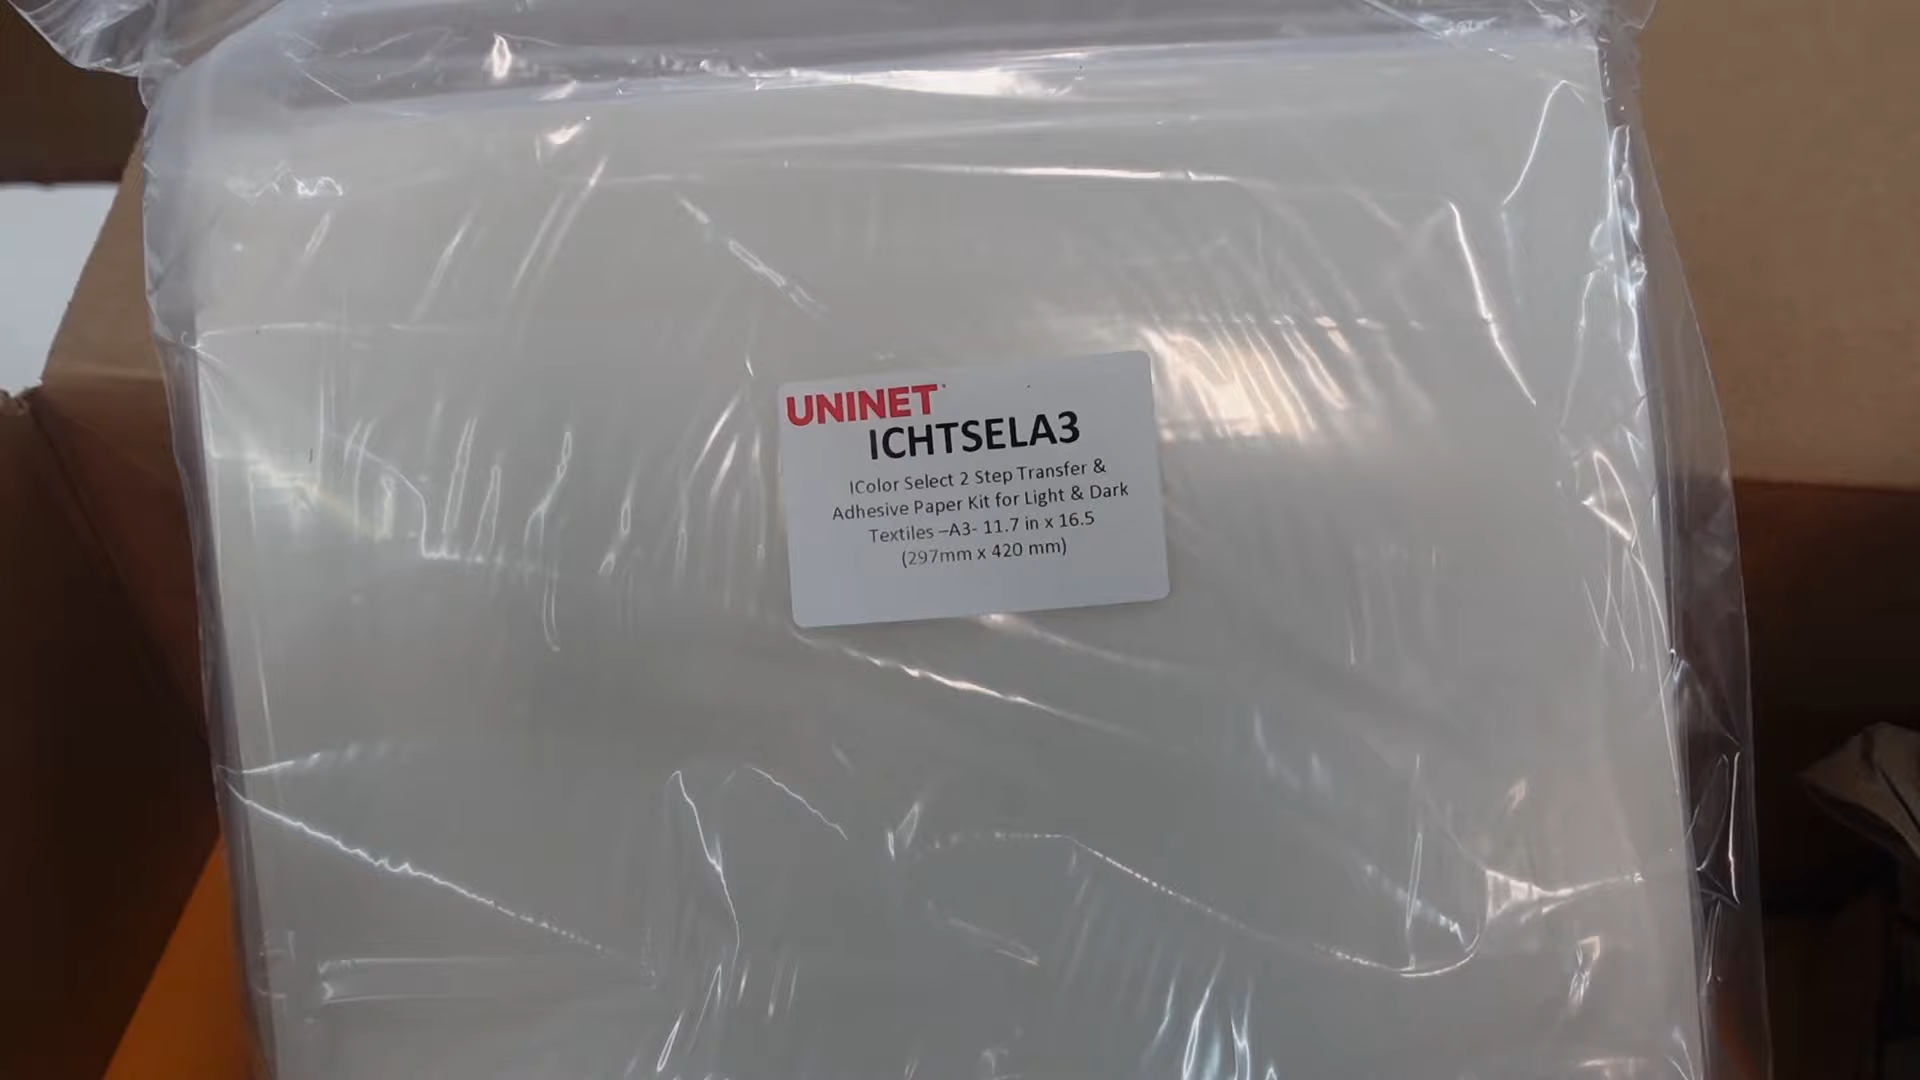 UNINET
ICHTSELA3
IColor Select 2 Step Transfer &
Adhesive Paper Kit for Light & Dark
Textiles –A3- 11.7 in x 16.5
(297mm x 420 mm)